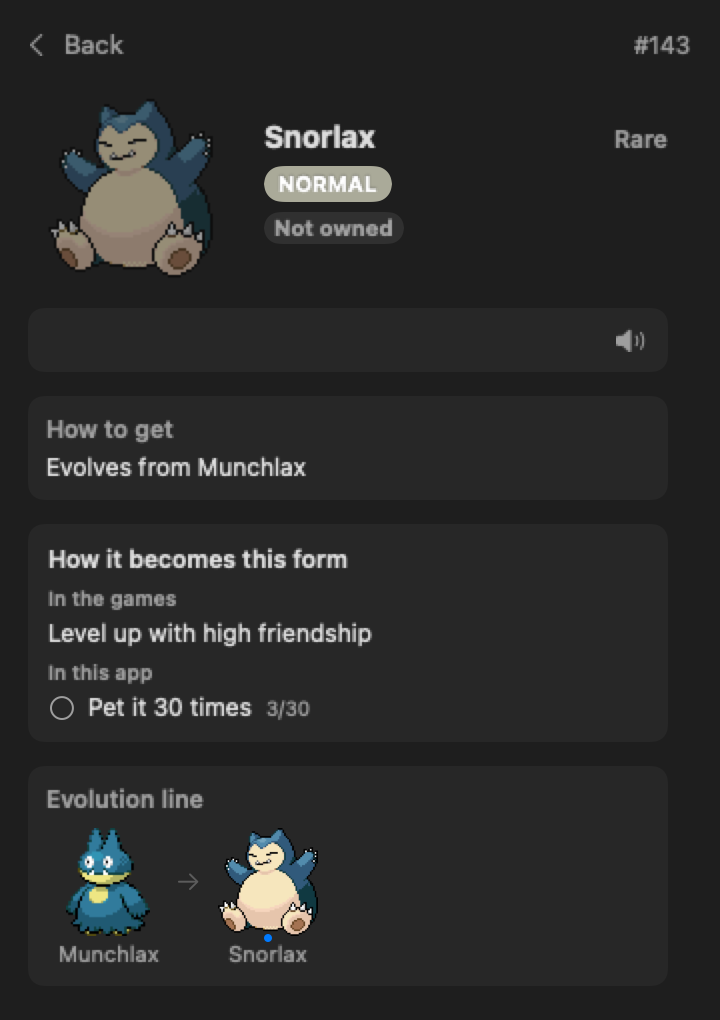 Back
#143
Snorlax
Rare
NORMAL
Not owned
How to get
Evolves from Munchlax
How it becomes this form
In the games
Level up with high friendship
In this app
Pet it 30 times 3/30
Evolution line
Munchlax
Snorlax